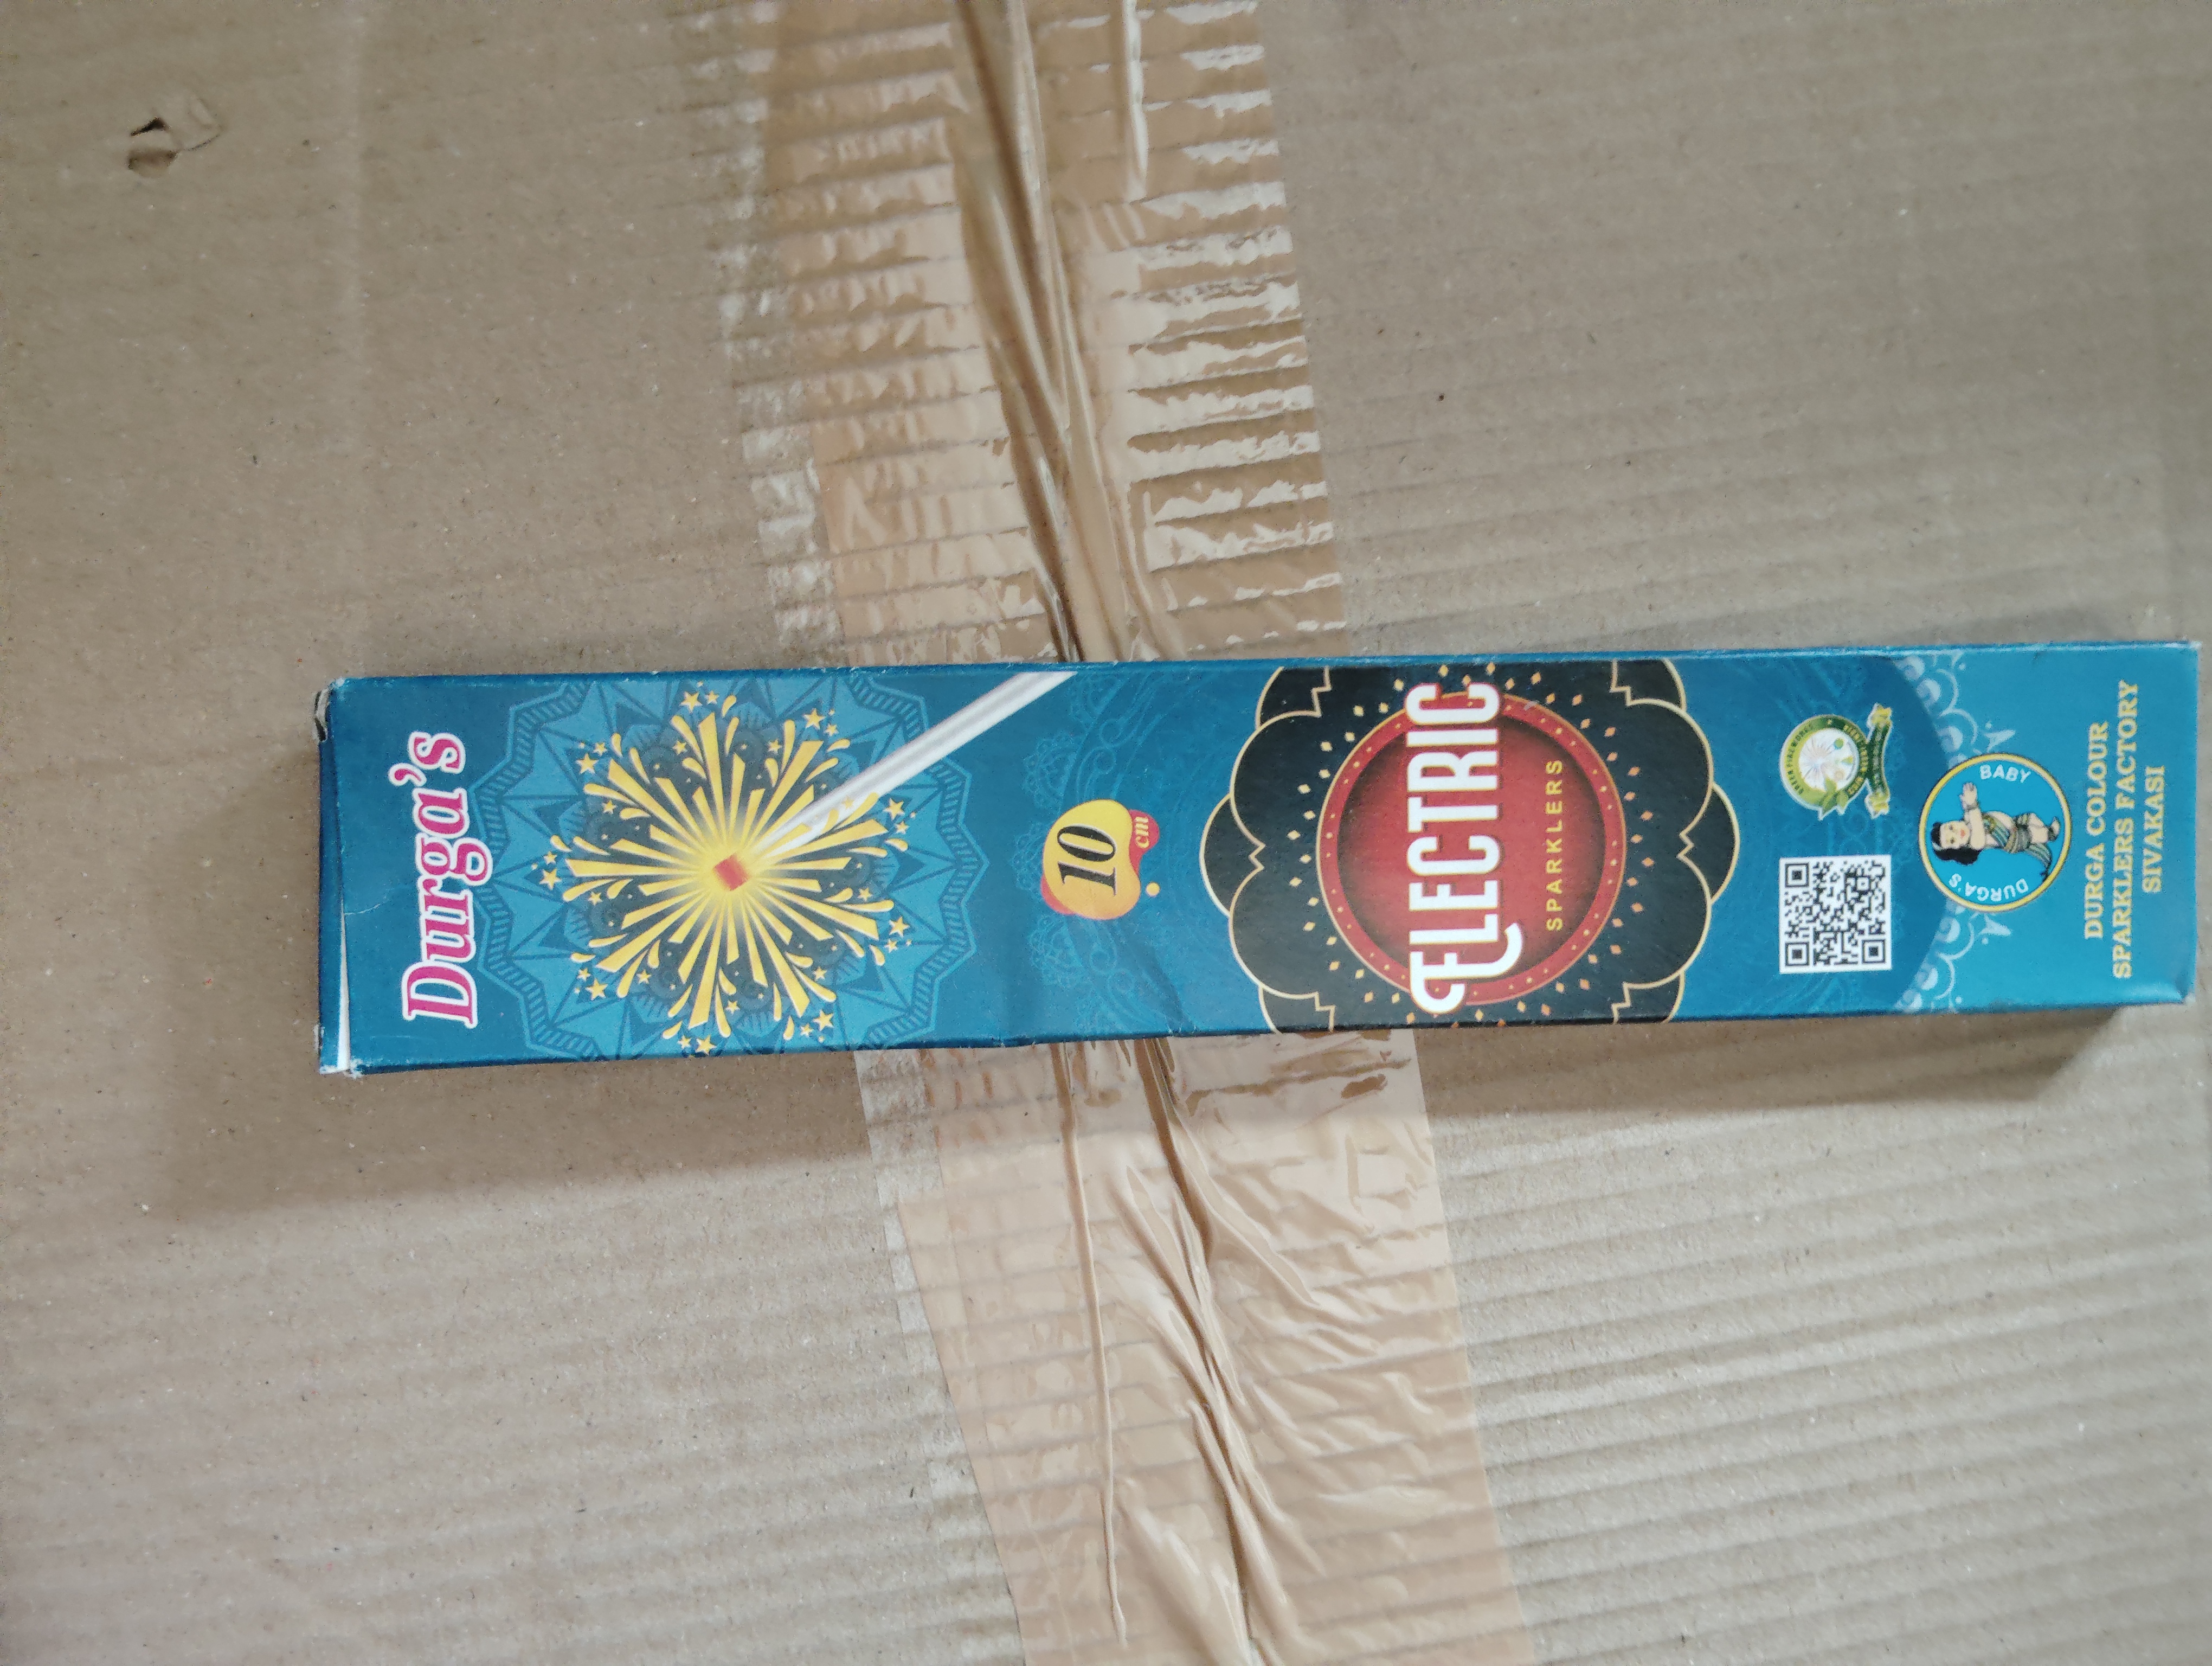 Durga's
10
cm
ELECTRIC
SPARKLERS
BABY
DURGA'S
DURGA COLOUR
SPARKLERS FACTORY
SIVAKASI